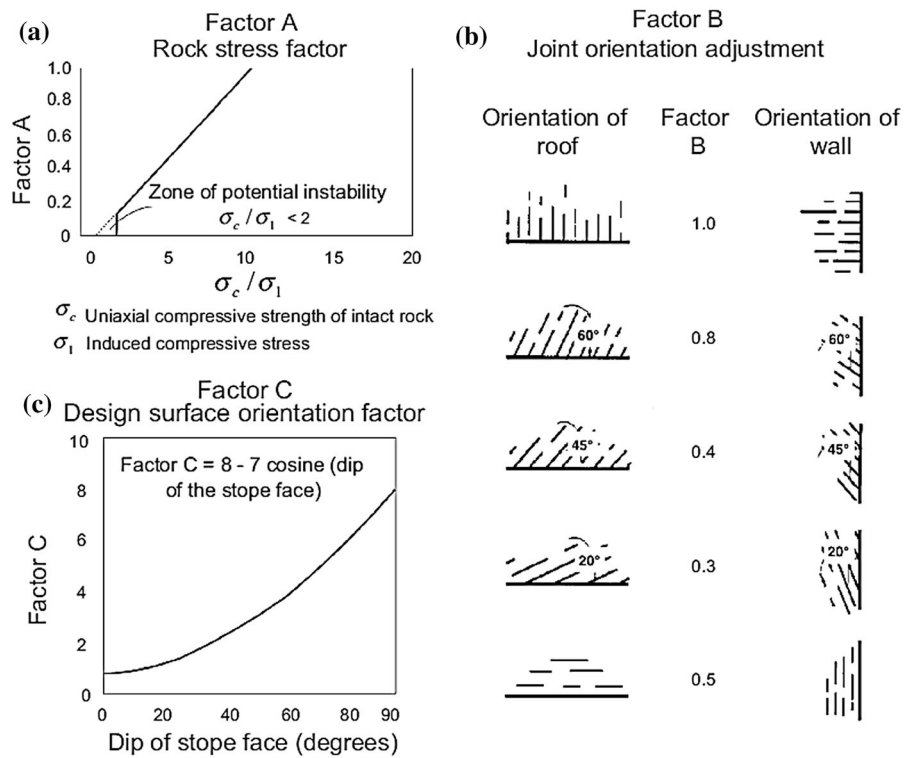 (a)
Factor A
Rock stress factor
1.0
0.8
0.6
0.4
0.2
0
Factor A
Zone of potential instability
σc / σ1 < 2
0 5 10 15 20
σc / σ1
σc Uniaxial compressive strength of intact rock
σ1 Induced compressive stress
(c)
Factor C
Design surface orientation factor
10
8
6
4
2
0
Factor C
Factor C = 8 - 7 cosine (dip
of the stope face)
0 20 40 60 80 90
Dip of stope face (degrees)
(b)
Factor B
Joint orientation adjustment
Orientation of
roof
Factor
B
Orientation of
wall
1.0
60° 0.8 60°
45° 0.4 45°
20° 0.3 20°
0.5